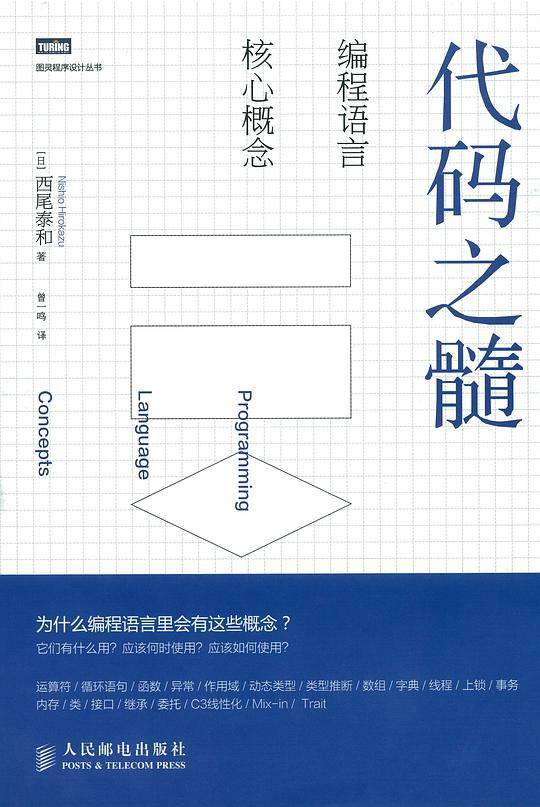 TURING
图灵程序设计丛书
代码之髓
编程语言
核心概念
[日] 西尾泰和 著
Nishio Hirokazu
曾一鸣 译
Programming
Language
Concepts
为什么编程语言里会有这些概念？
它们有什么用？应该何时使用？应该如何使用？
运算符 / 循环语句 / 函数 / 异常 / 作用域 / 动态类型 / 类型推断 / 数组 / 字典 / 线程 / 上锁 / 事务
内存 / 类 / 接口 / 继承 / 委托 / C3线性化 / Mix-in / Trait
人民邮电出版社
POSTS & TELECOM PRESS